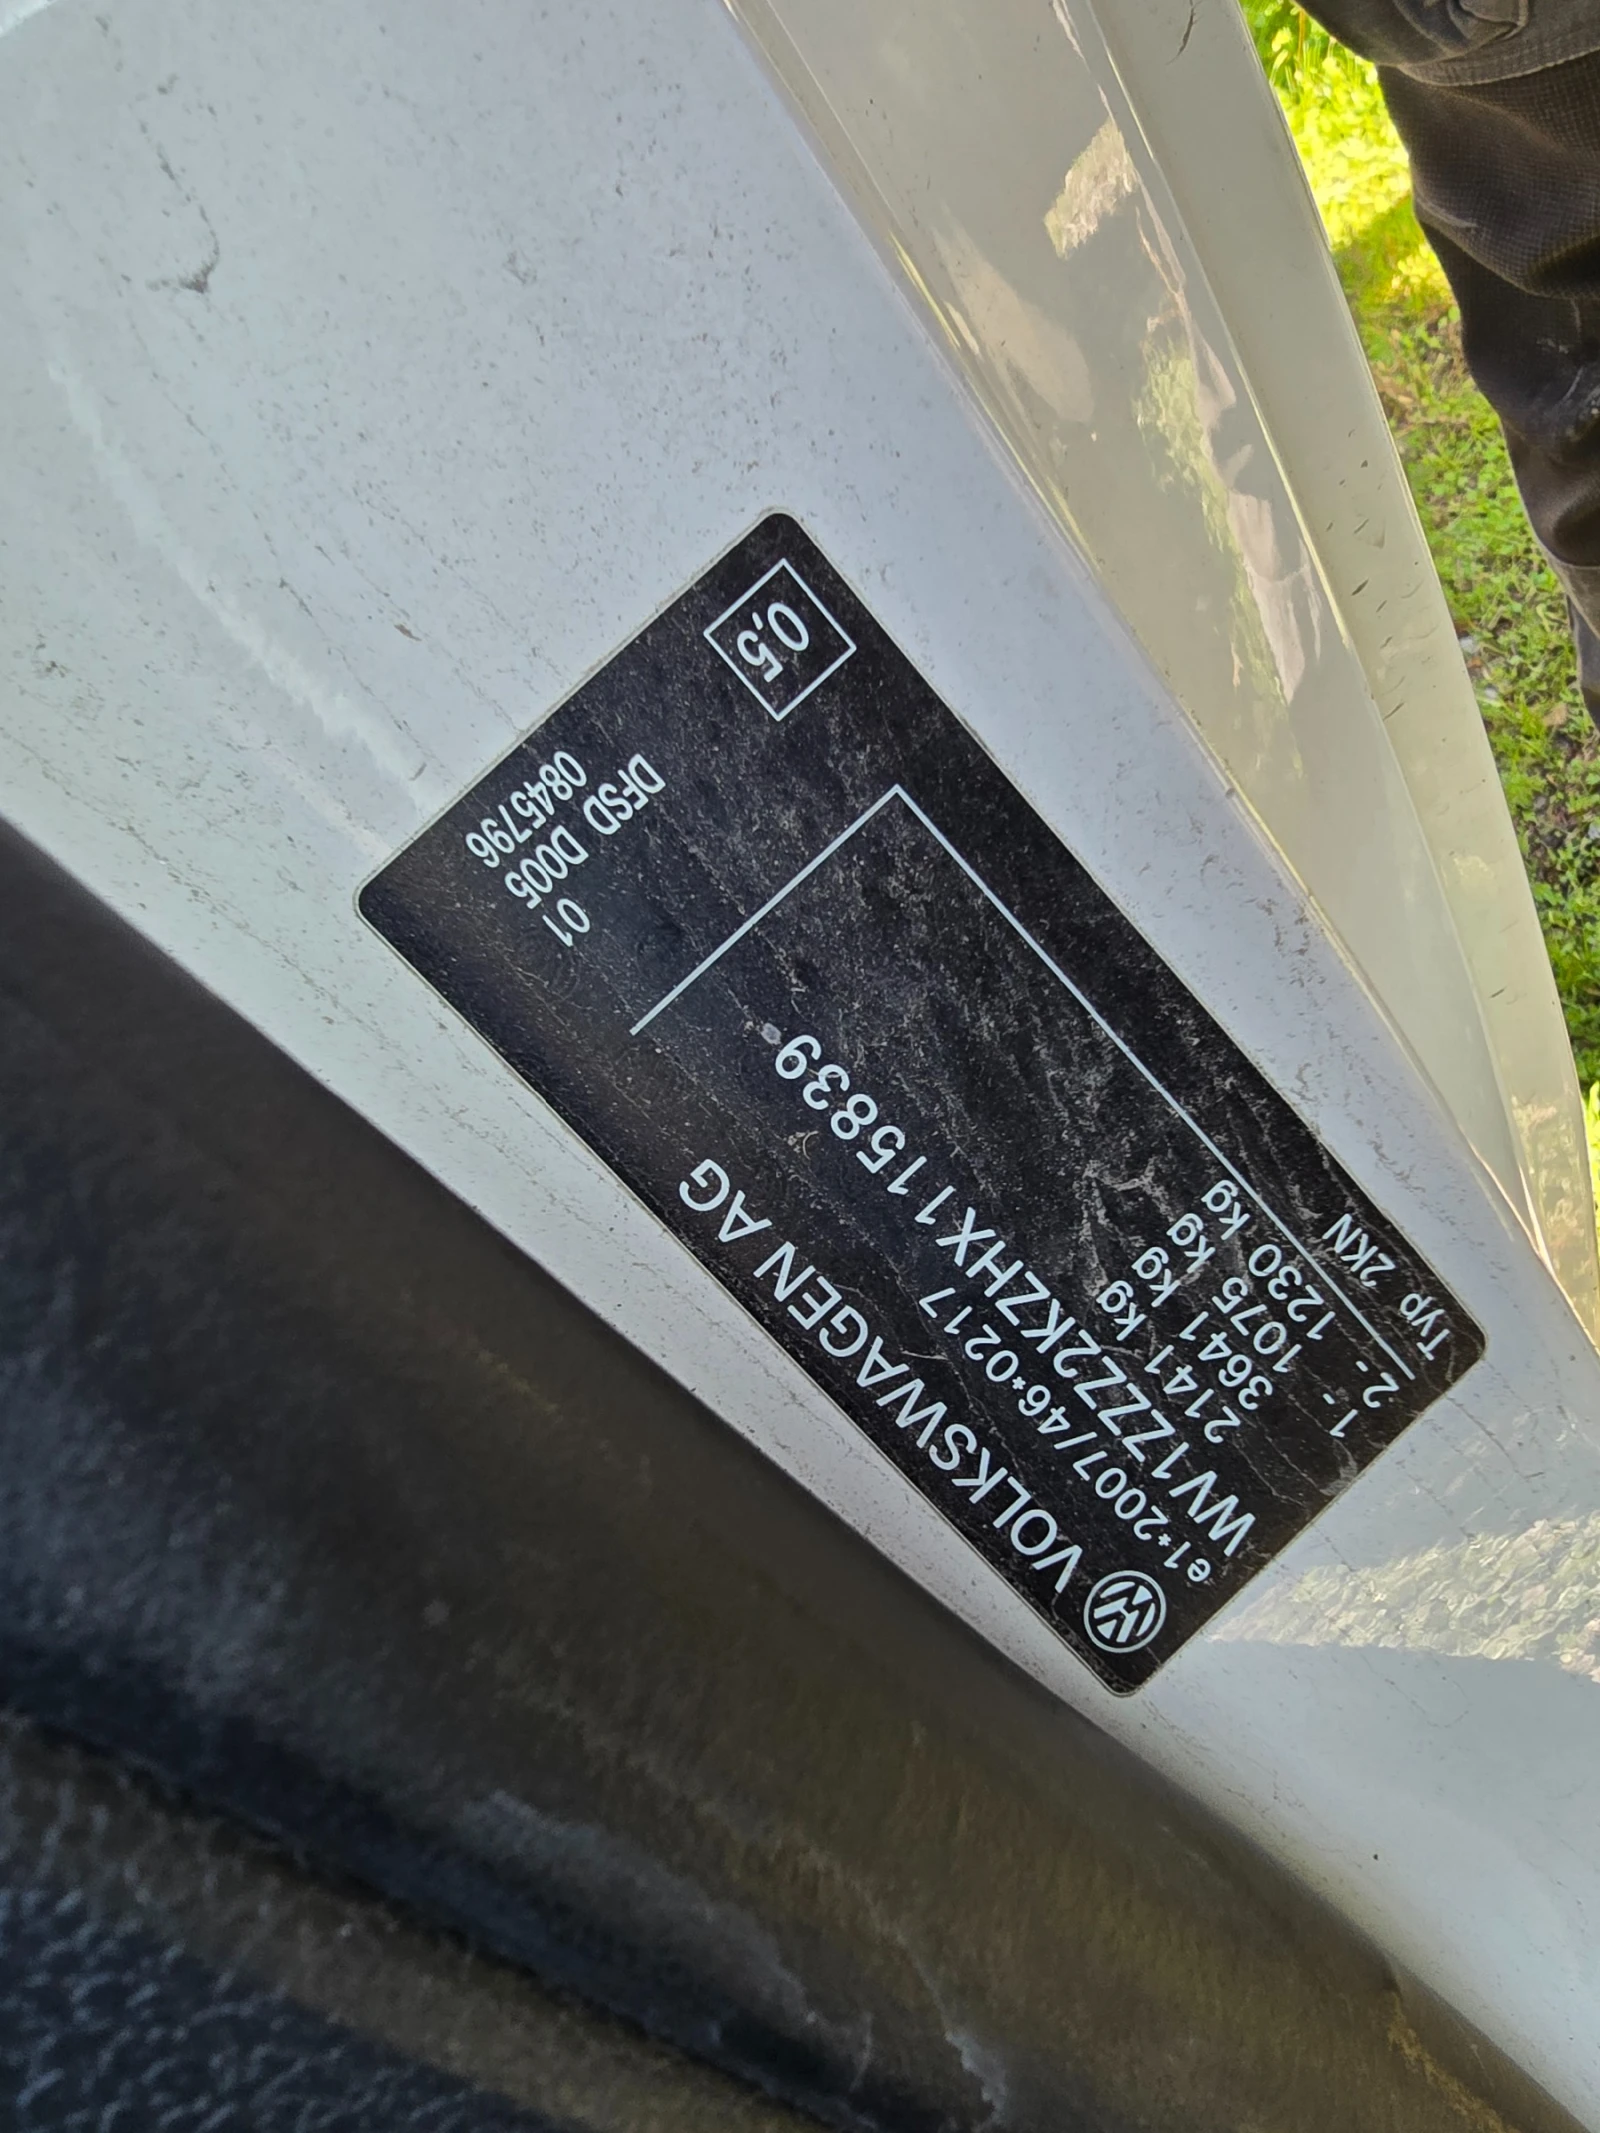 VOLKSWAGEN AG
e1*2007/46*0217
WV1ZZZ2KZHX115839
2141 kg
3641 kg
1- 1075 kg
2- 1230 kg
Typ 2KN
01
DFSD D005
0845796
0.5